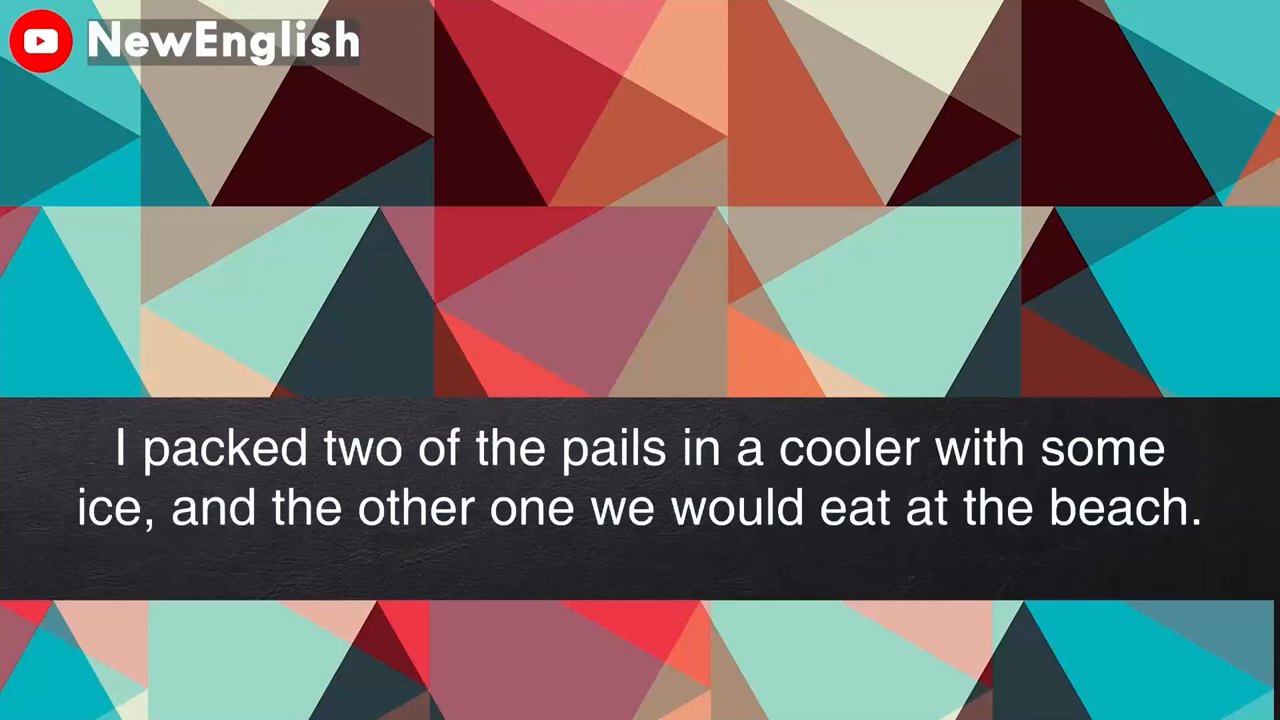 NewEnglish
I packed two of the pails in a cooler with some
ice, and the other one we would eat at the beach.